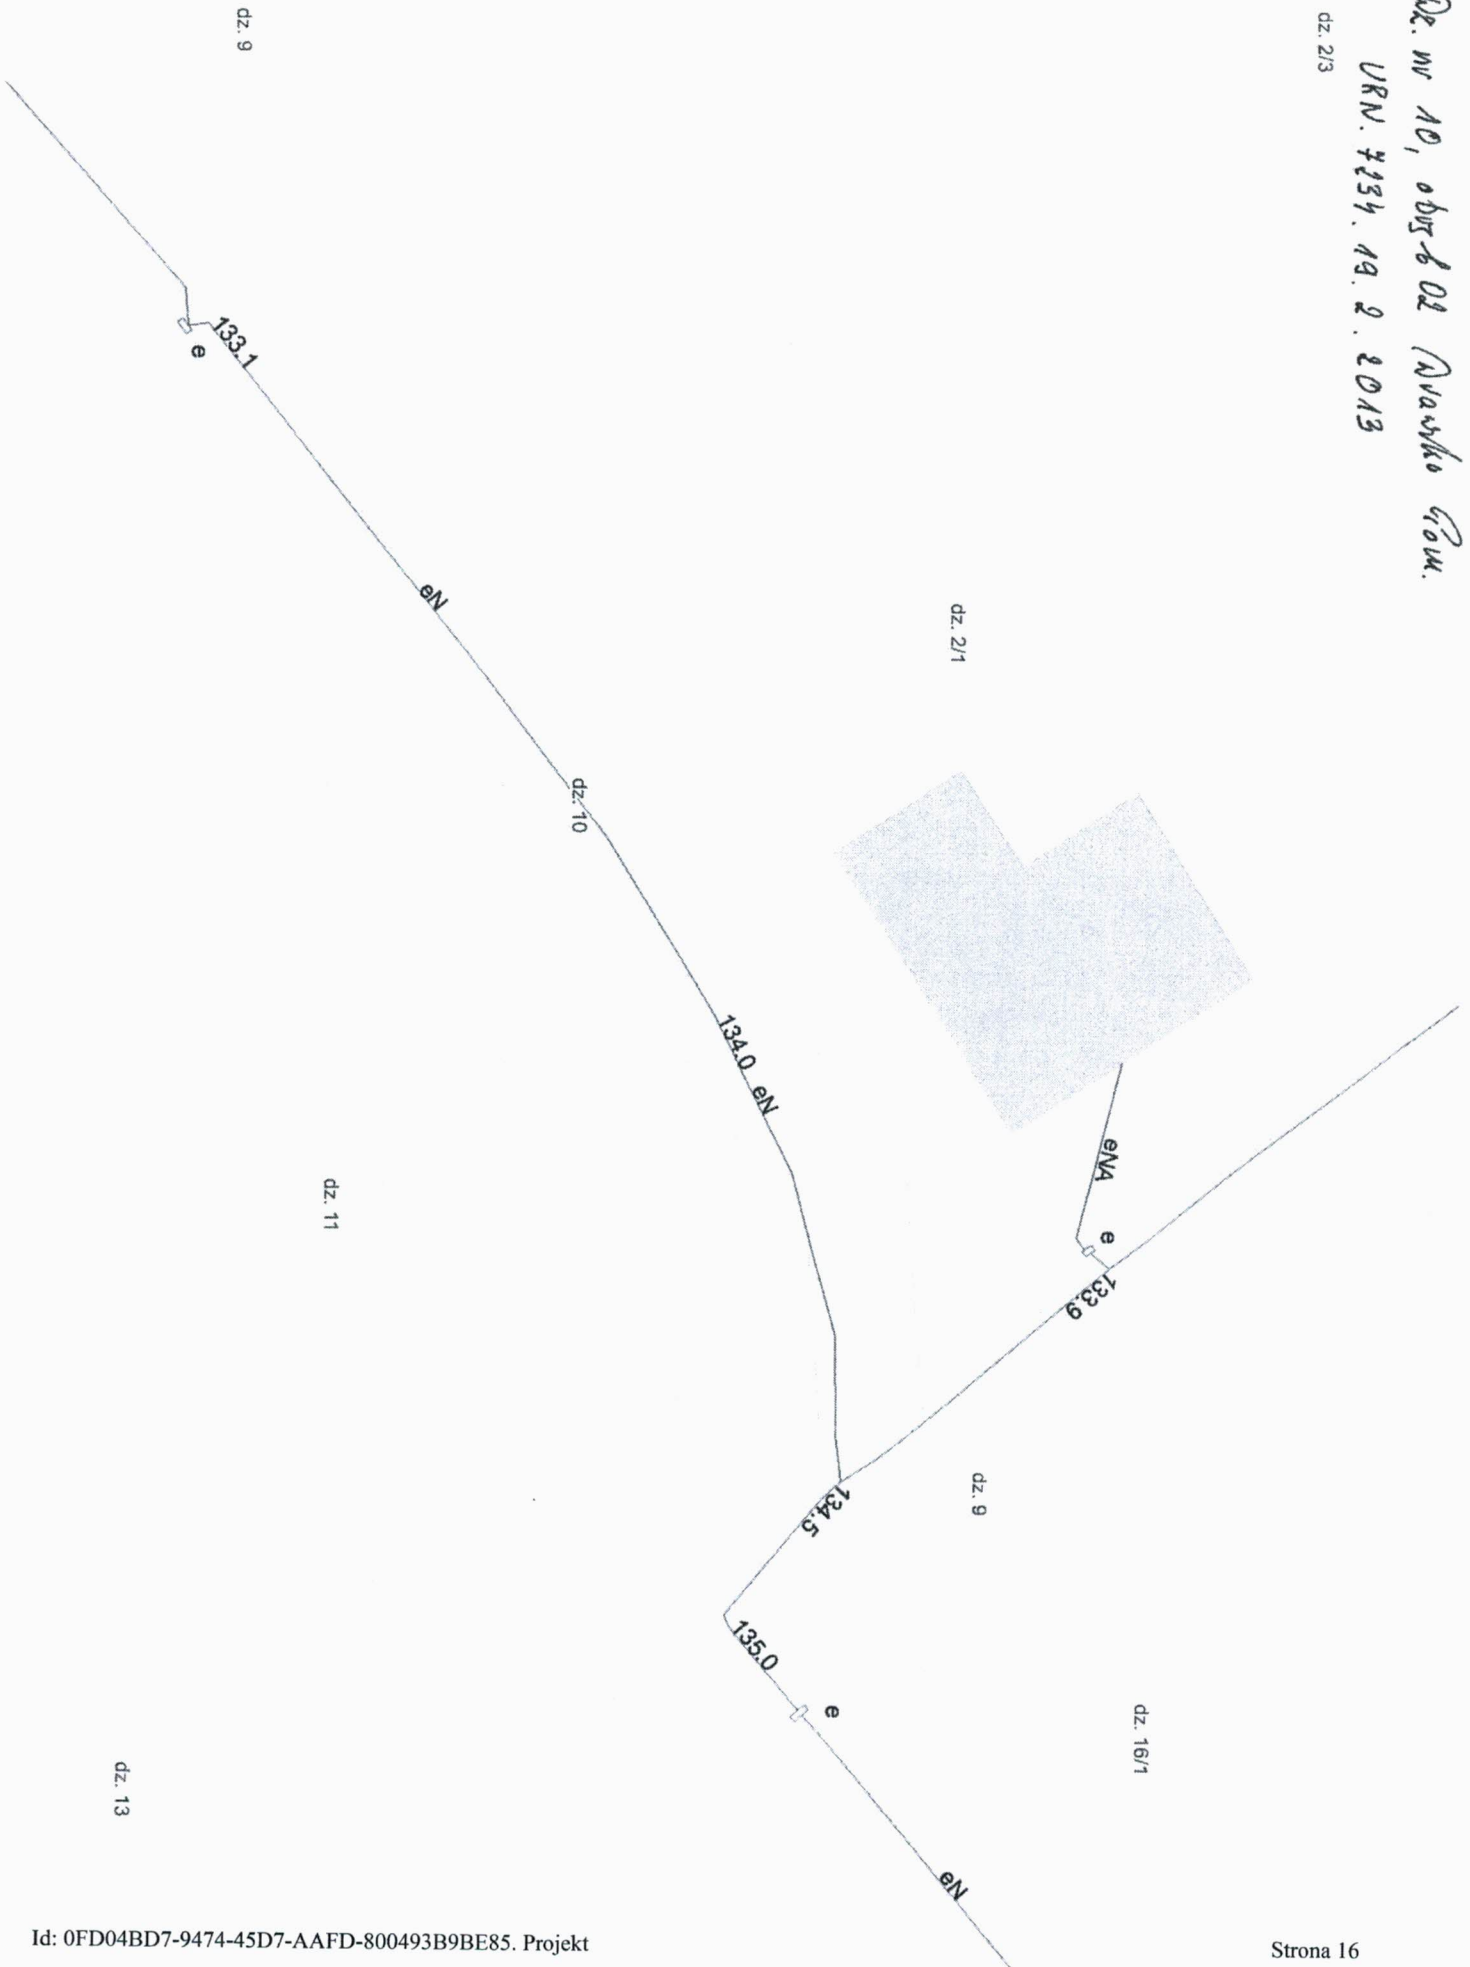 Dz. nr 10, obręb 02 Drawsko Pom.
URN. 7234. 19. 2. 2013
dz. 2/3
dz. 9
133.1
e
eN
dz. 2/1
dz. 10
134.0 eN
eNA
e
133.9
dz. 11
dz. 9
134.5
135.0
e
dz. 16/1
dz. 13
eN
Id: 0FD04BD7-9474-45D7-AAFD-800493B9BE85. Projekt
Strona 16